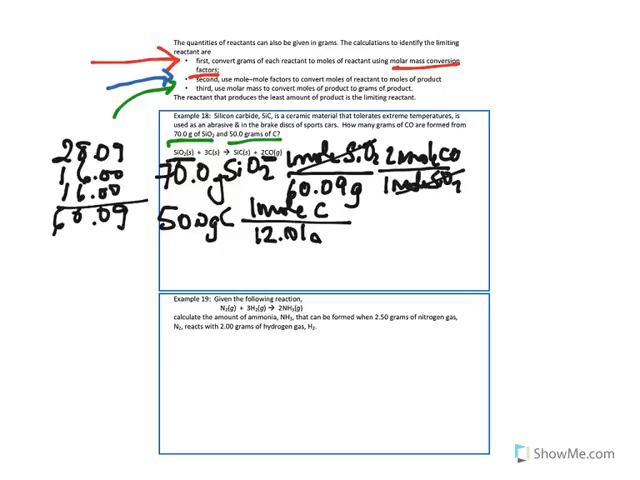 The quantities of reactants can also be given in grams. The calculations to identify the limiting
reactant are
• first, convert grams of each reactant to moles of reactant using molar mass conversion
factors;
• second, use mole–mole factors to convert moles of reactant to moles of product
• third, use molar mass to convert moles of product to grams of product.
The reactant that produces the least amount of product is the limiting reactant.
Example 18: Silicon carbide, SiC, is a ceramic material that tolerates extreme temperatures, is
used as an abrasive & in the brake discs of sports cars. How many grams of CO are formed from
70.0 g of SiO₂ and 50.0 grams of C?
SiO₂(s) + 3C(s) → SiC(s) + 2CO(g)
28.09
16.00
16.00
60.09
70.0 g SiO2 1 mole SiO2 2 mole CO
60.09 g 1 mole SiO2
50.0 g C 1 mole C
12.01g
Example 19: Given the following reaction,
N₂(g) + 3H₂(g) → 2NH₃(g)
calculate the amount of ammonia, NH₃, that can be formed when 2.50 grams of nitrogen gas,
N₂, reacts with 2.00 grams of hydrogen gas, H₂.
ShowMe.com